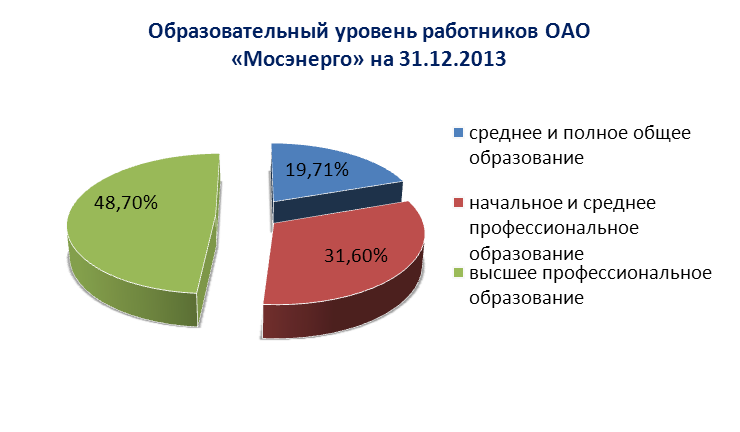 Образовательный уровень работников ОАО
«Мосэнерго» на 31.12.2013
19,71%
48,70%
31,60%
среднее и полное общее
образование
начальное и среднее
профессиональное
образование
высшее профессиональное
образование